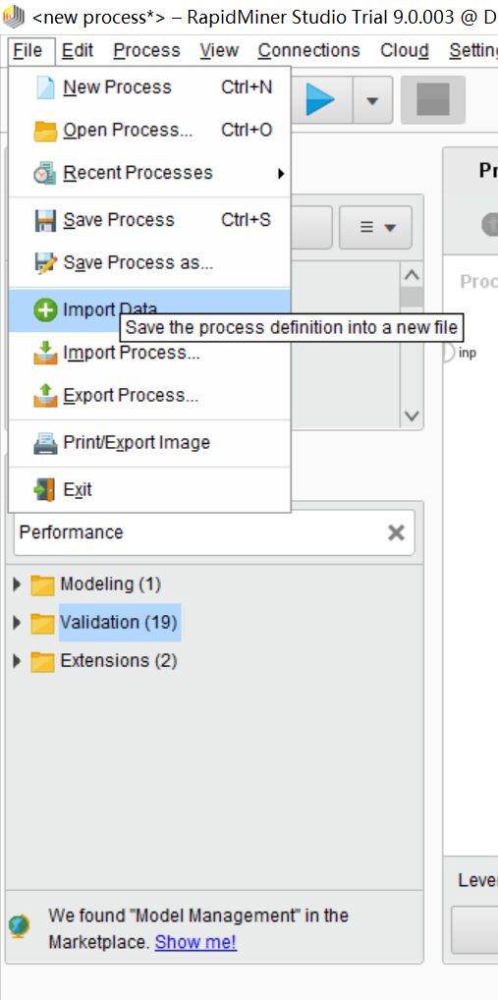 <new process*> – RapidMiner Studio Trial 9.0.003 @ D
File Edit Process View Connections Cloud Settin
New Process Ctrl+N
Open Process... Ctrl+O
Recent Processes
Save Process Ctrl+S
Save Process as...
Import Data
Save the process definition into a new file
Import Process...
Export Process...
Print/Export Image
Exit
Pr
Proc
inp
Performance
Modeling (1)
Validation (19)
Extensions (2)
Leve
We found "Model Management" in the
Marketplace. Show me!